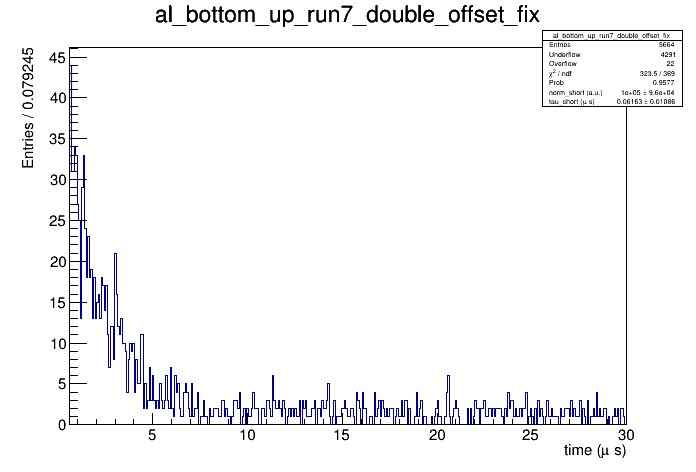 al_bottom_up_run7_double_offset_fix
al_bottom_up_run7_double_offset_fix
Entries 5664
Underflow 4291
Overflow 22
χ² / ndf 323.5 / 369
Prob 0.9577
norm_short (a.u.) 1e+05 ± 9.6e+04
tau_short (μ s) 0.06163 ± 0.01086
Entries / 0.079245
45
40
35
30
25
20
15
10
5
0
5 10 15 20 25 30
time (μ s)